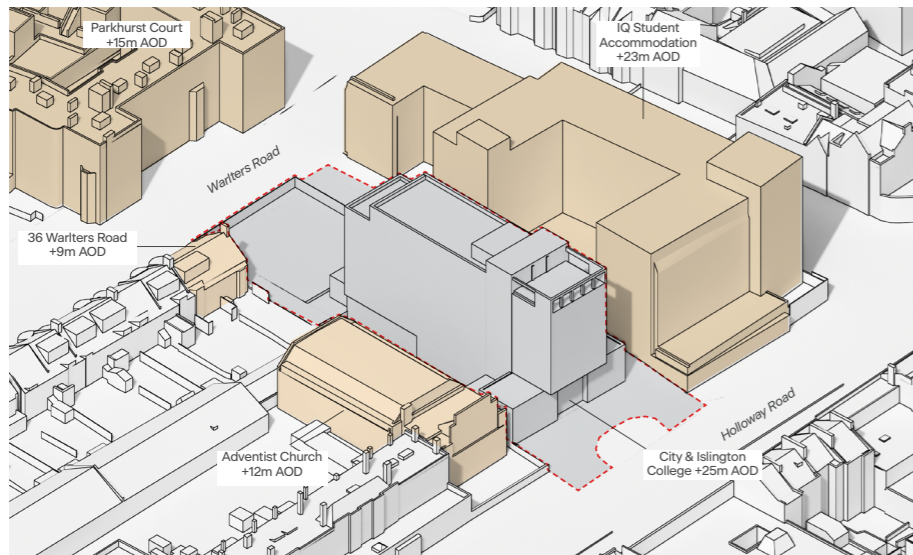 Parkhurst Court
+15m AOD
IQ Student
Accommodation
+23m AOD
Warlters Road
36 Warlters Road
+9m AOD
Holloway Road
Adventist Church
+12m AOD
City & Islington
College +25m AOD